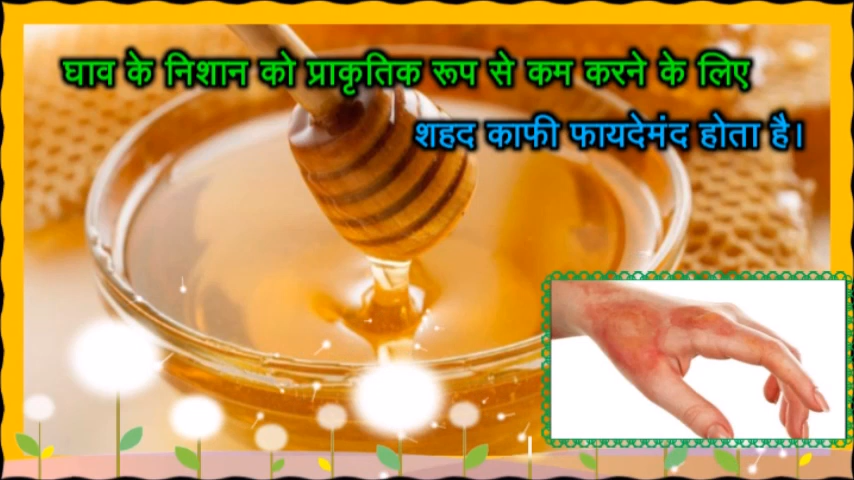 घाव के निशान को प्राकृतिक रूप से कम करने के लिए
शहद काफी फायदेमंद होता है।